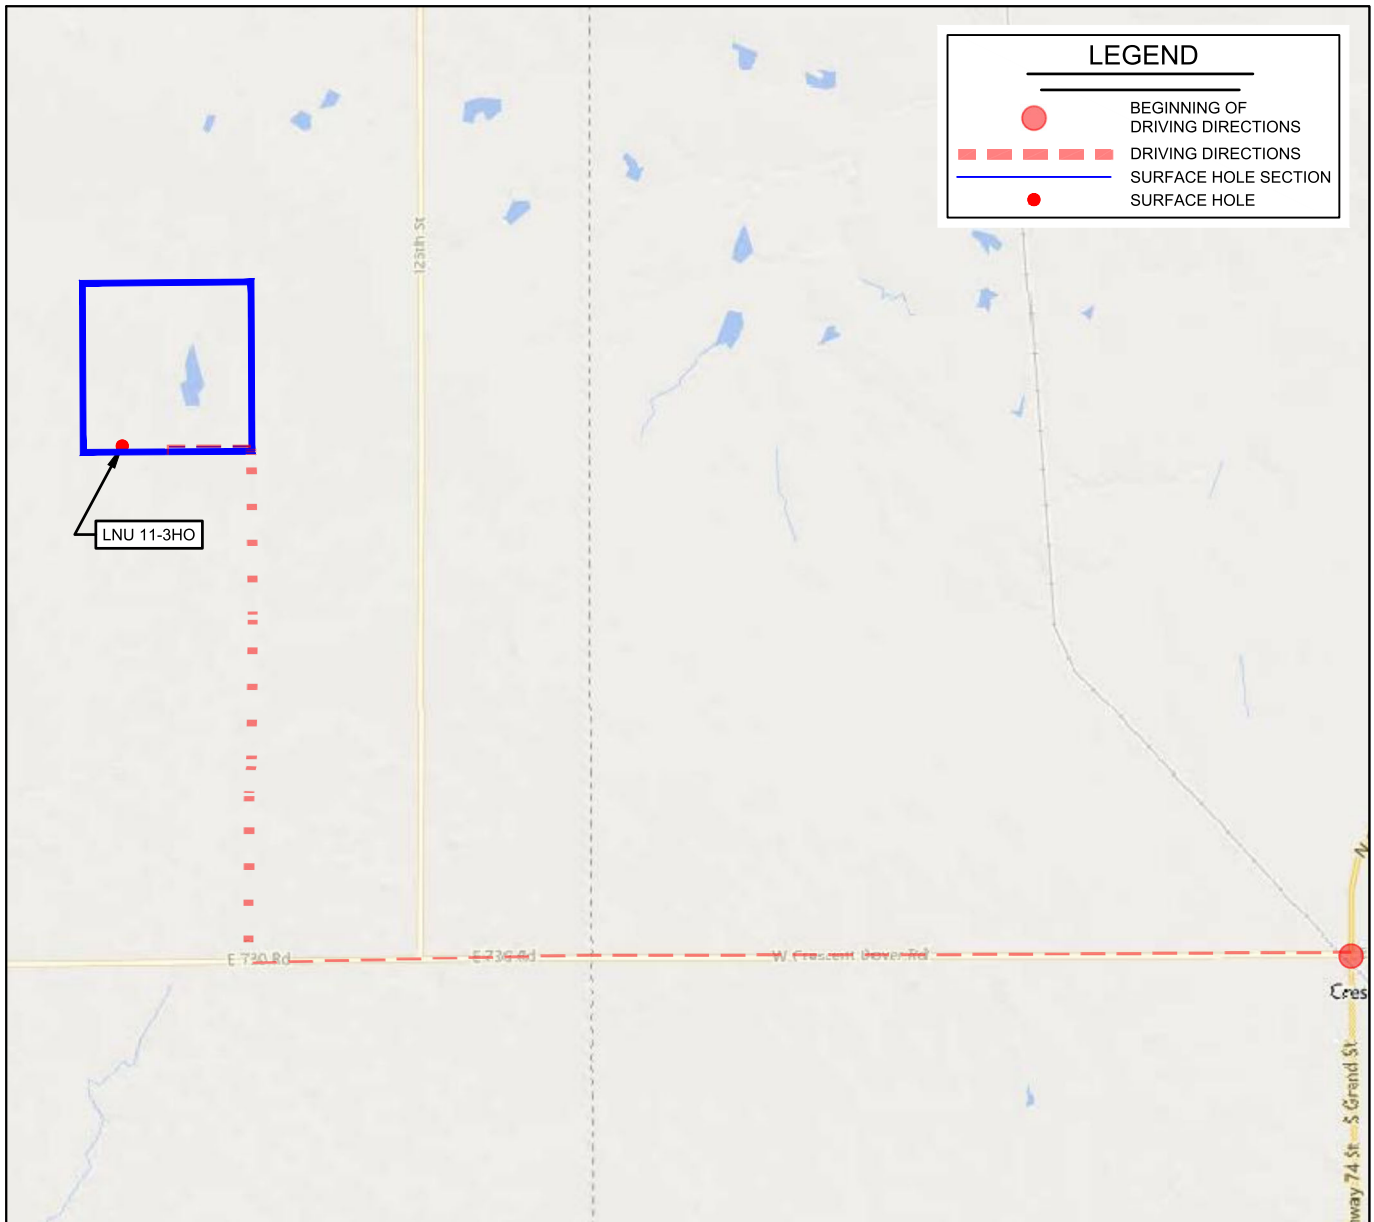 LEGEND
BEGINNING OF
DRIVING DIRECTIONS
DRIVING DIRECTIONS
SURFACE HOLE SECTION
SURFACE HOLE
125th St
LNU 11-3HO
N
E 730 Rd
E 730 Rd
W Crescent Dover Rd
Cres
way 74 St
S Grand St